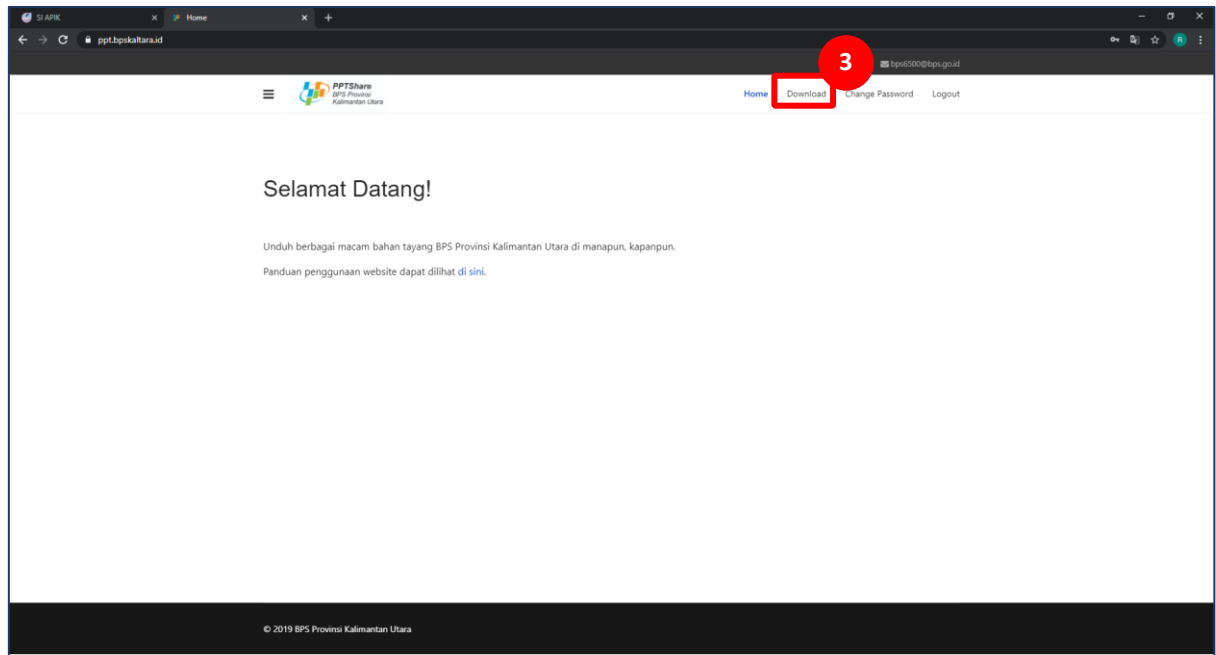 SI APIK
Home
ppt.bpskaltara.id
R
3
bps6500@bps.go.id
PPTShare
BPS Provinsi
Kalimantan Utara
Home Download Change Password Logout
Selamat Datang!
Unduh berbagai macam bahan tayang BPS Provinsi Kalimantan Utara di manapun, kapanpun.
Panduan penggunaan website dapat dilihat di sini.
© 2019 BPS Provinsi Kalimantan Utara